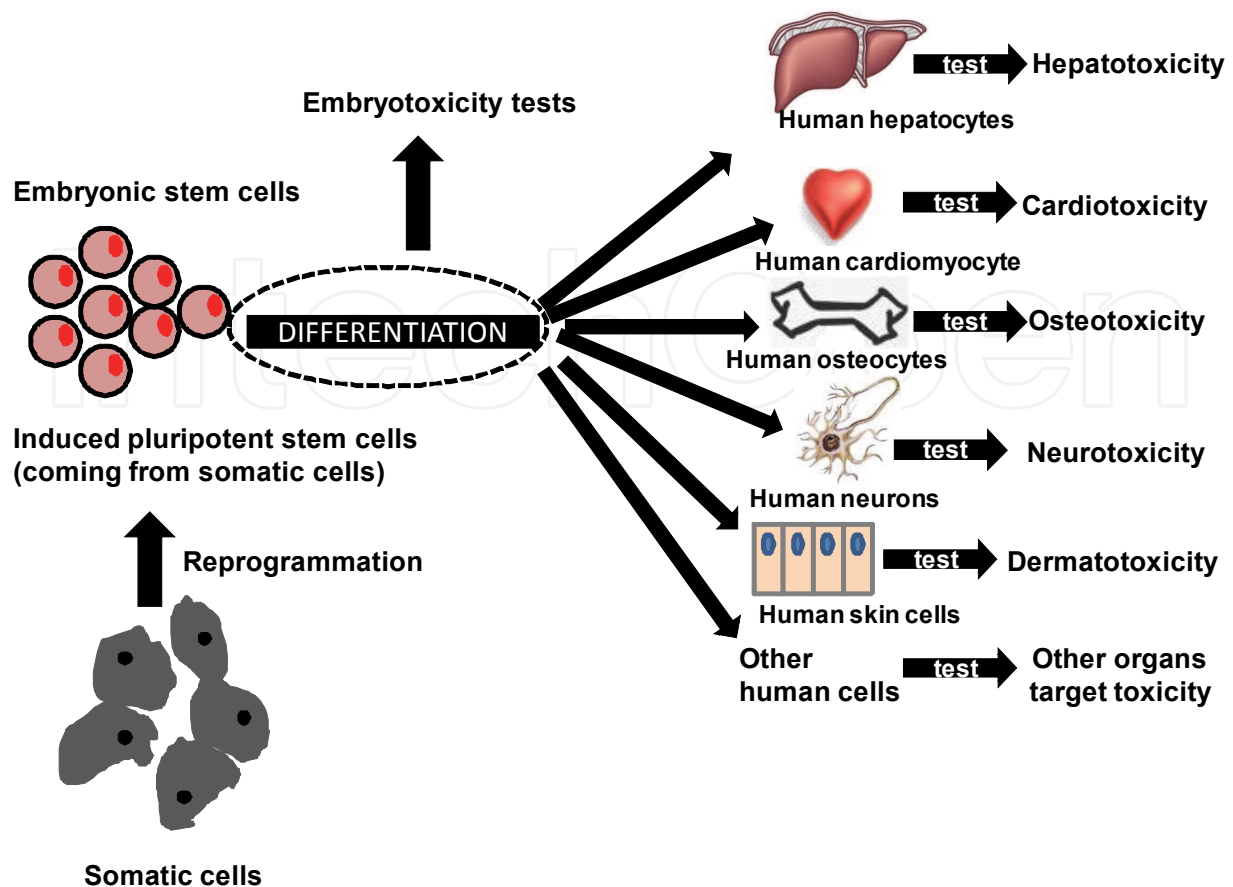 Embryotoxicity tests
Embryonic stem cells
DIFFERENTIATION
Induced pluripotent stem cells
(coming from somatic cells)
Reprogrammation
Somatic cells
test
Hepatotoxicity
Human hepatocytes
test
Cardiotoxicity
Human cardiomyocyte
test
Osteotoxicity
Human osteocytes
test
Neurotoxicity
Human neurons
test
Dermatotoxicity
Human skin cells
Other
human cells
test
Other organs
target toxicity
IntechOpen